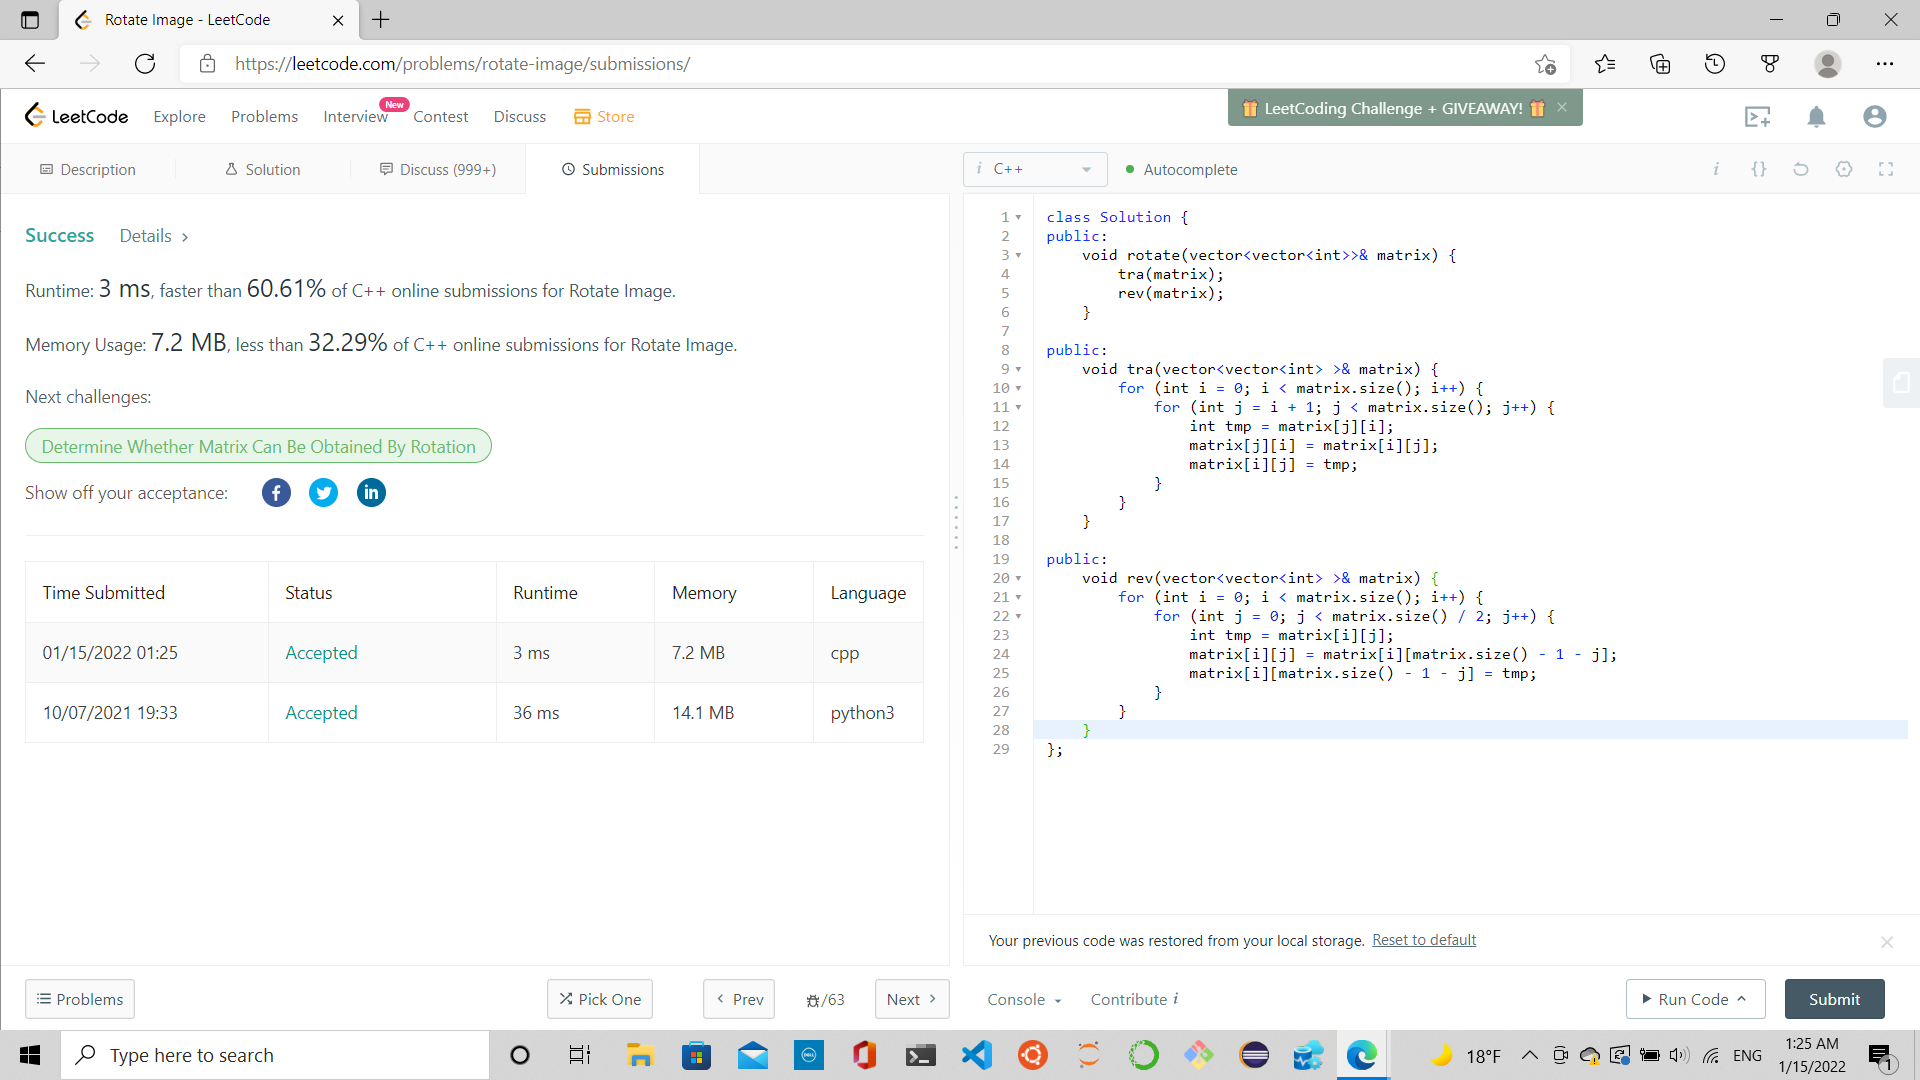 Rotate Image - LeetCode
https://leetcode.com/problems/rotate-image/submissions/
LeetCode Explore Problems Interview New Contest Discuss Store
LeetCoding Challenge + GIVEAWAY!
Description Solution Discuss (999+) Submissions
Success Details >
Runtime: 3 ms, faster than 60.61% of C++ online submissions for Rotate Image.
Memory Usage: 7.2 MB, less than 32.29% of C++ online submissions for Rotate Image.
Next challenges:
Determine Whether Matrix Can Be Obtained By Rotation
Show off your acceptance:
Time Submitted Status Runtime Memory Language
01/15/2022 01:25 Accepted 3 ms 7.2 MB cpp
10/07/2021 19:33 Accepted 36 ms 14.1 MB python3
i C++ Autocomplete i {}
1 class Solution {
2 public:
3     void rotate(vector<vector<int>>& matrix) {
4         tra(matrix);
5         rev(matrix);
6     }
7
8 public:
9     void tra(vector<vector<int> >& matrix) {
10         for (int i = 0; i < matrix.size(); i++) {
11             for (int j = i + 1; j < matrix.size(); j++) {
12                 int tmp = matrix[j][i];
13                 matrix[j][i] = matrix[i][j];
14                 matrix[i][j] = tmp;
15             }
16         }
17     }
18
19 public:
20     void rev(vector<vector<int> >& matrix) {
21         for (int i = 0; i < matrix.size(); i++) {
22             for (int j = 0; j < matrix.size() / 2; j++) {
23                 int tmp = matrix[i][j];
24                 matrix[i][j] = matrix[i][matrix.size() - 1 - j];
25                 matrix[i][matrix.size() - 1 - j] = tmp;
26             }
27         }
28     }
29 };
Your previous code was restored from your local storage. Reset to default
Problems Pick One < Prev /63 Next > Console Contribute i Run Code Submit
Type here to search
18°F ENG
1:25 AM
1/15/2022
1